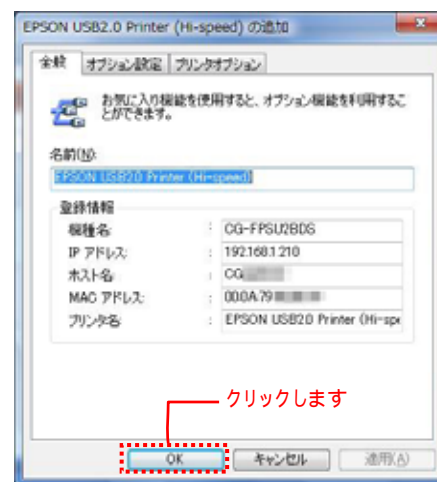 EPSON USB2.0 Printer (Hi-speed) の追加
全般 オプション設定 プリンタオプション
お気に入り機能を使用すると、オプション機能を利用するこ
とができます。
名前(N):
EPSON USB2.0 Printer (Hi-speed)
登録情報
機種名 : CG-FPSU2BDS
IP アドレス : 192.168.1.210
ホスト名 : CG
MAC アドレス : 00:0A:79
プリンタ名 : EPSON USB2.0 Printer (Hi-spe
クリックします
OK キャンセル 適用(A)